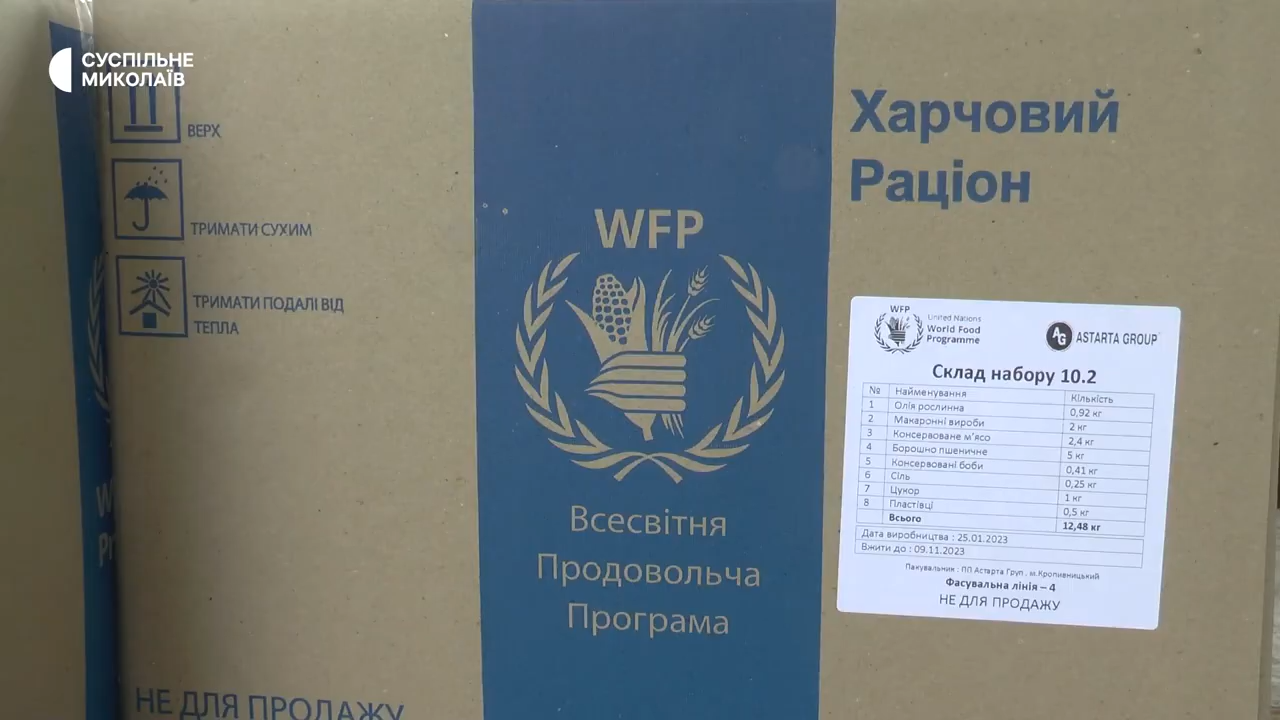 СУСПІЛЬНЕ
МИКОЛАЇВ
ВЕРХ
ТРИМАТИ СУХИМ
ТРИМАТИ ПОДАЛІ ВІД
ТЕПЛА
НЕ ДЛЯ ПРОДАЖУ
WFP
Всесвітня
Продовольча
Програма
Харчовий
Раціон
WFP
United Nations
World Food
Programme
AG ASTARTA GROUP
Склад набору 10.2
№ Найменування Кількість
1 Олія рослинна 0,92 кг
2 Макаронні вироби 2 кг
3 Консервоване м'ясо 2,4 кг
4 Борошно пшеничне 5 кг
5 Консервовані боби 0,41 кг
6 Сіль 0,25 кг
7 Цукор 1 кг
8 Пластівці 0,5 кг
Всього 12,48 кг
Дата виробництва : 25.01.2023
Вжити до : 09.11.2023
Пакувальник : ПП Астарта Груп , м.Кропивницький
Фасувальна лінія – 4
НЕ ДЛЯ ПРОДАЖУ